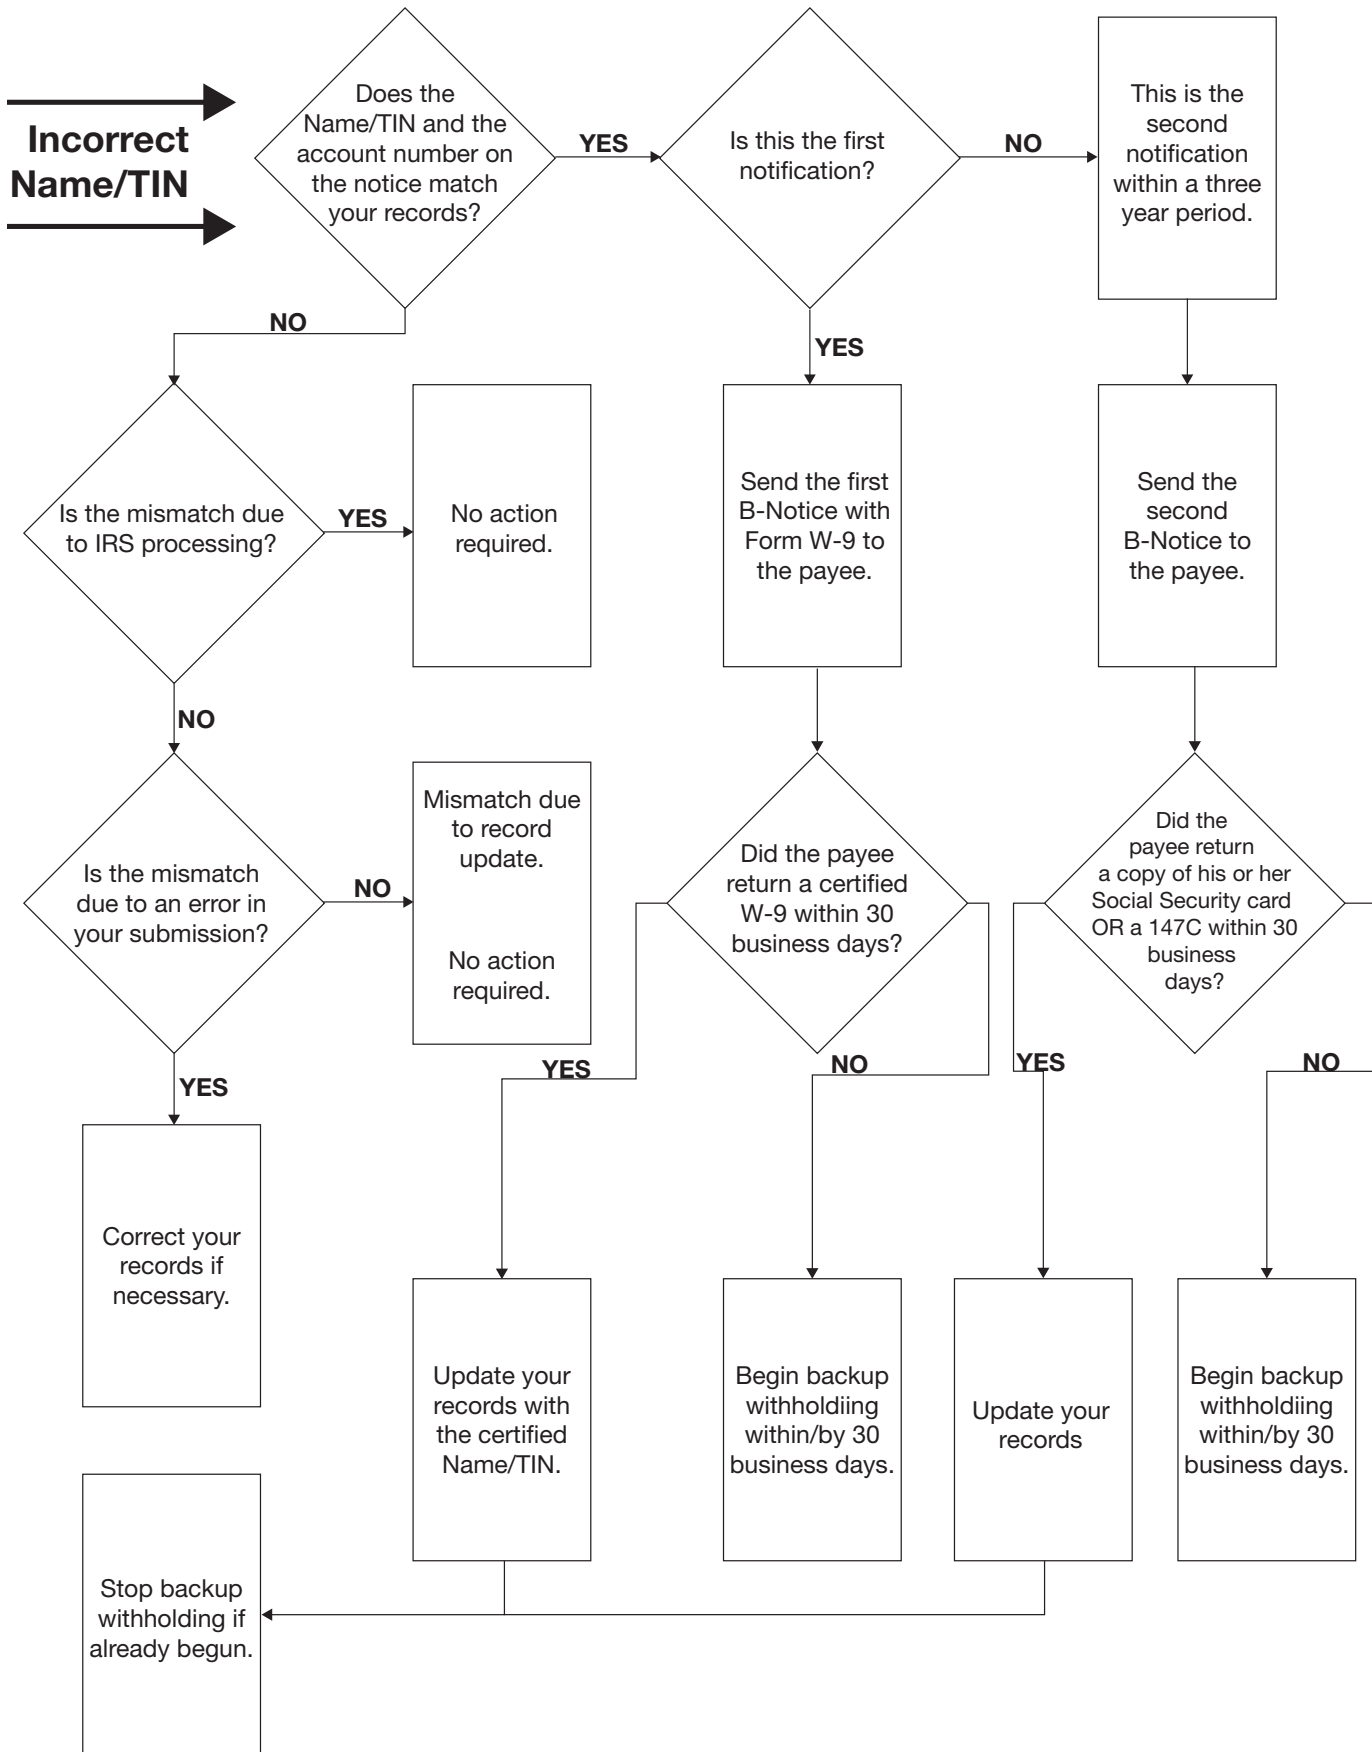 Incorrect
Name/TIN
Does the
Name/TIN and the
account number on
the notice match
your records?
YES
Is this the first
notification?
NO
This is the
second
notification
within a three
year period.
NO
YES
Is the mismatch due
to IRS processing?
YES
No action
required.
Send the first
B-Notice with
Form W-9 to
the payee.
Send the
second
B-Notice to
the payee.
NO
Is the mismatch
due to an error in
your submission?
NO
Mismatch due
to record
update.
No action
required.
Did the payee
return a certified
W-9 within 30
business days?
Did the
payee return
a copy of his or her
Social Security card
OR a 147C within 30
business
days?
YES
YES
NO
YES
NO
Correct your
records if
necessary.
Update your
records with
the certified
Name/TIN.
Begin backup
withholdiing
within/by 30
business days.
Update your
records
Begin backup
withholdiing
within/by 30
business days.
Stop backup
withholding if
already begun.